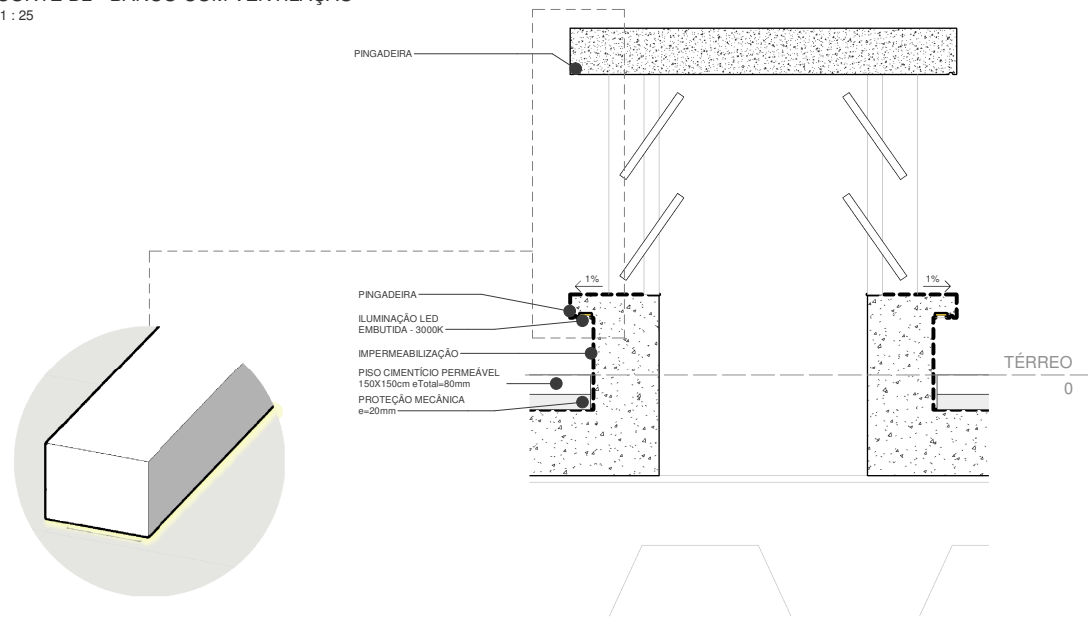 1 : 25
PINGADEIRA
1%
1%
PINGADEIRA
ILUMINAÇÃO LED
EMBUTIDA - 3000K
IMPERMEABILIZAÇÃO
PISO CIMENTÍCIO PERMEÁVEL
150X150cm eTotal=80mm
PROTEÇÃO MECÂNICA
e=20mm
TÉRREO
0